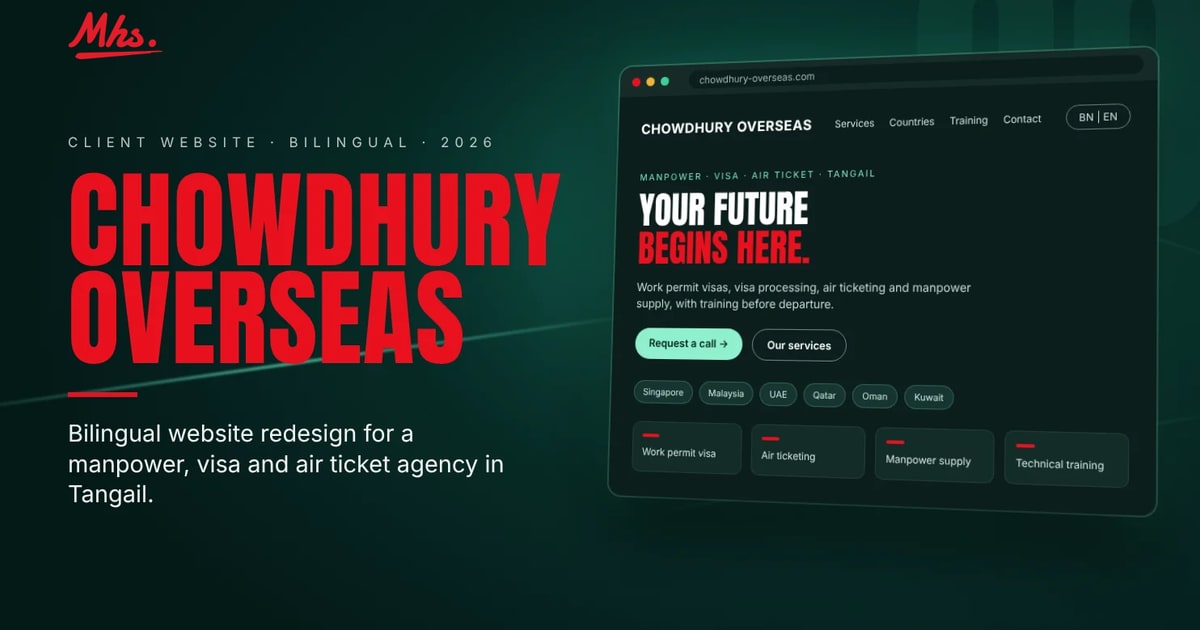 Mhs.
CLIENT WEBSITE · BILINGUAL · 2026
CHOWDHURY
OVERSEAS
Bilingual website redesign for a
manpower, visa and air ticket agency in
Tangail.
chowdhury-overseas.com
CHOWDHURY OVERSEAS Services Countries Training Contact BN | EN
MANPOWER · VISA · AIR TICKET · TANGAIL
YOUR FUTURE
BEGINS HERE.
Work permit visas, visa processing, air ticketing and manpower
supply, with training before departure.
Request a call → Our services
Singapore Malaysia UAE Qatar Oman Kuwait
Work permit visa Air ticketing Manpower supply Technical training